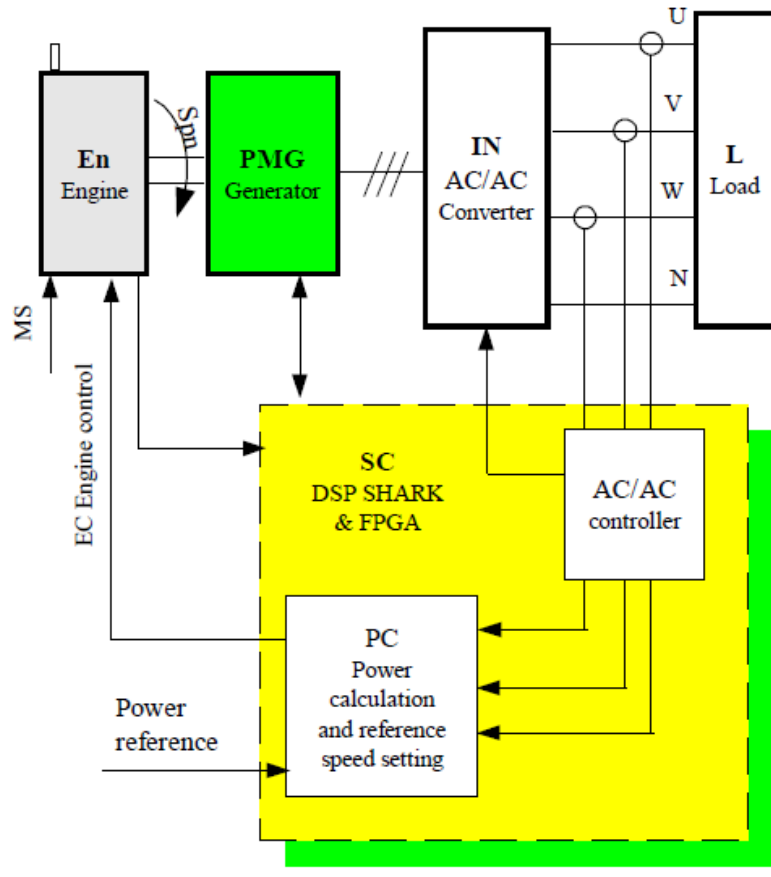 En
Engine
Spn
PMG
Generator
IN
AC/AC
Converter
U
V
W
N
L
Load
MS
EC Engine control
SC
DSP SHARK
& FPGA
AC/AC
controller
PC
Power
calculation
and reference
speed setting
Power
reference